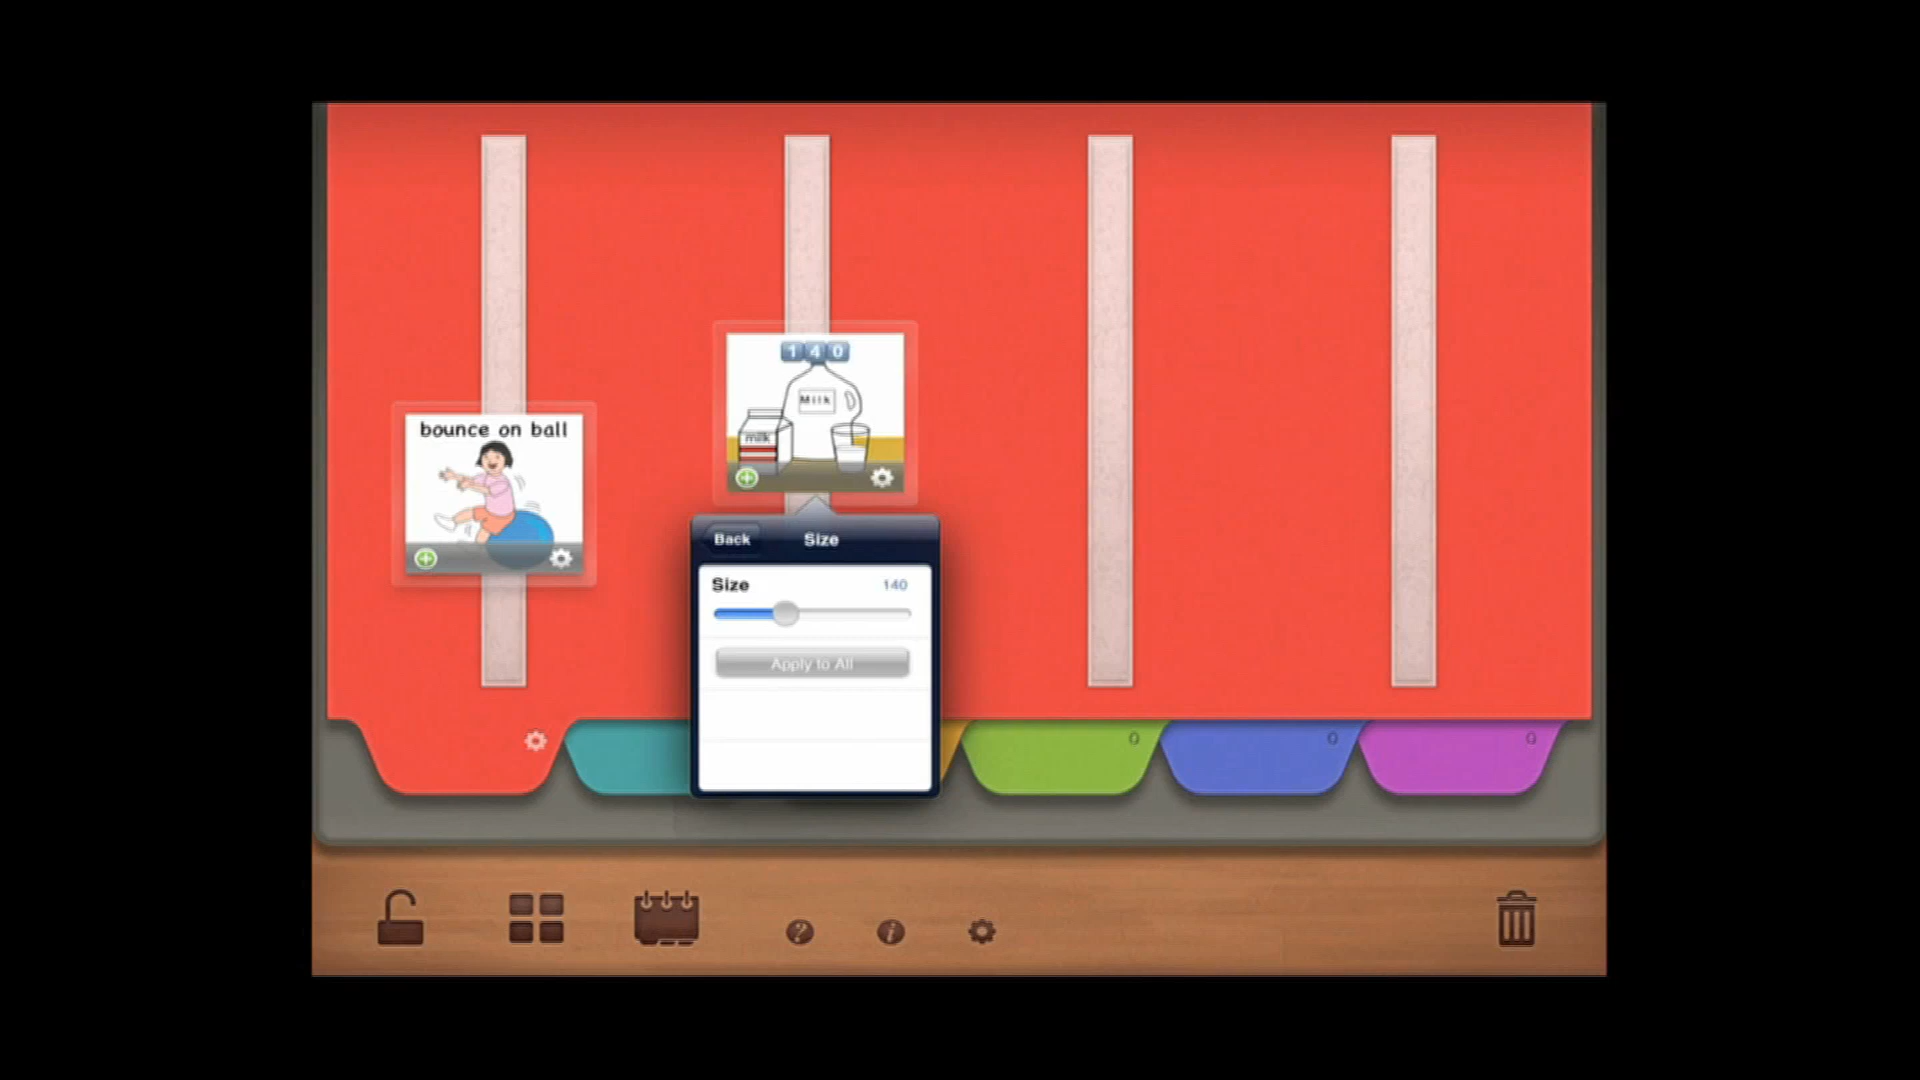 140
Milk
milk
bounce on ball
Back
Size
Size
140
Apply to All
0
0
0
?
i